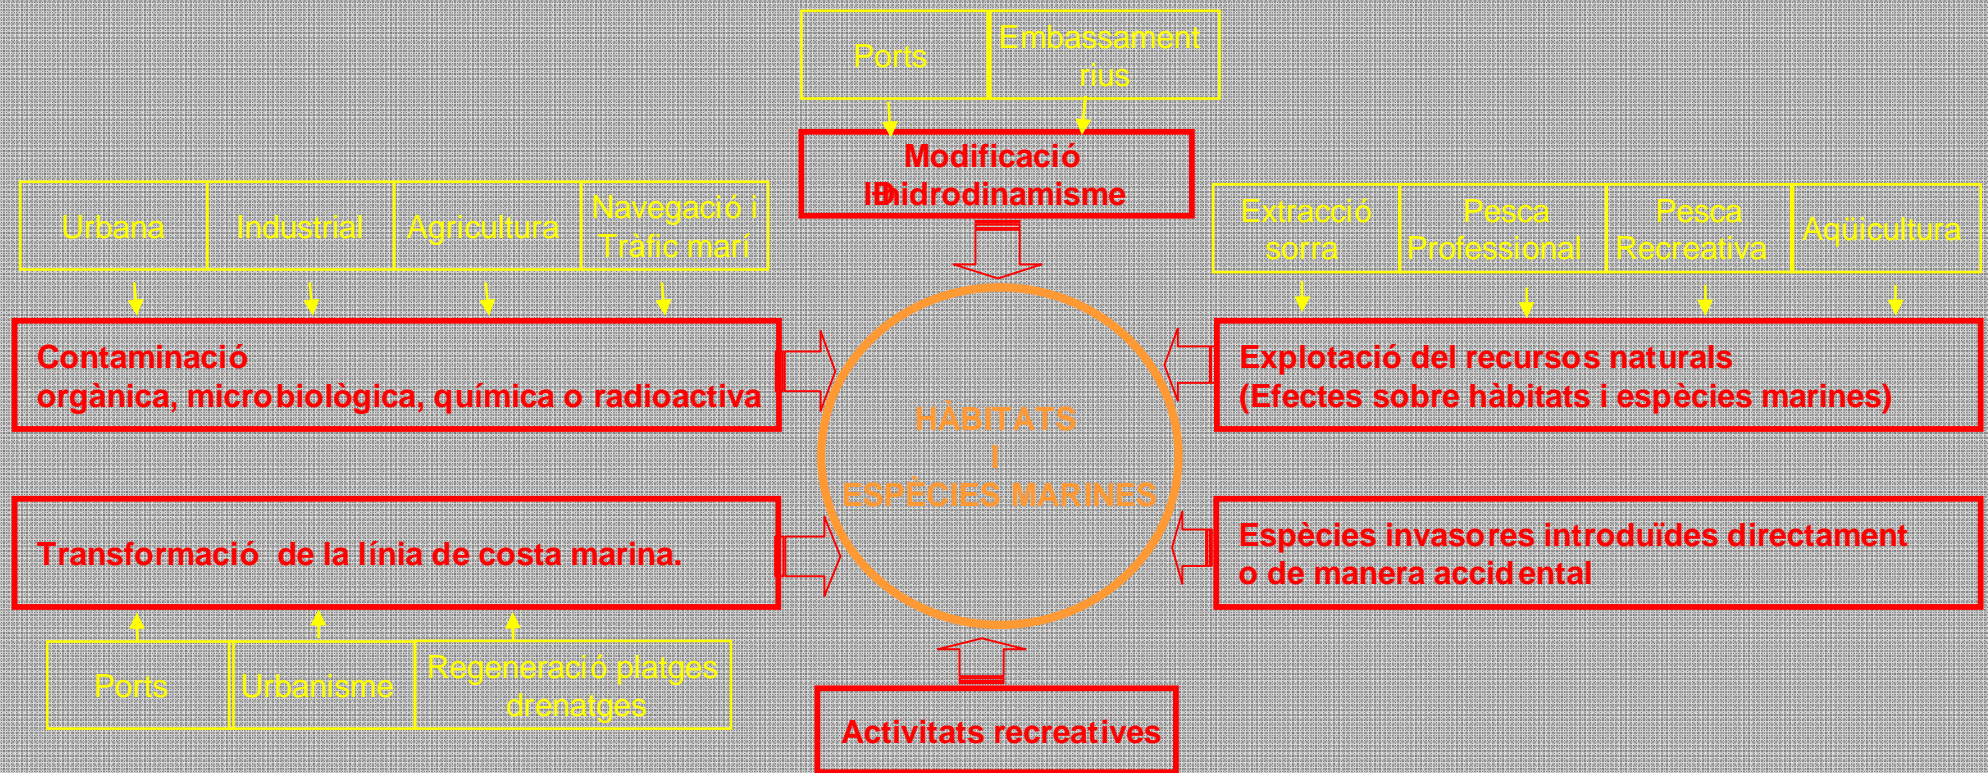 Ports
Embassament
rius
Modificació
hidrodinamisme
Urbana
Industrial
Agricultura
Navegació i
Tràfic marí
Extracció
sorra
Pesca
Professional
Pesca
Recreativa
Aqüicultura
Contaminació
orgànica, microbiològica, química o radioactiva
Explotació del recursos naturals
(Efectes sobre hàbitats i espècies marines)
HÀBITATS
I
ESPÈCIES MARINES
Transformació de la línia de costa marina.
Espècies invasores introduïdes directament
o de manera accidental
Ports
Urbanisme
Regeneració platges
drenatges
Activitats recreatives